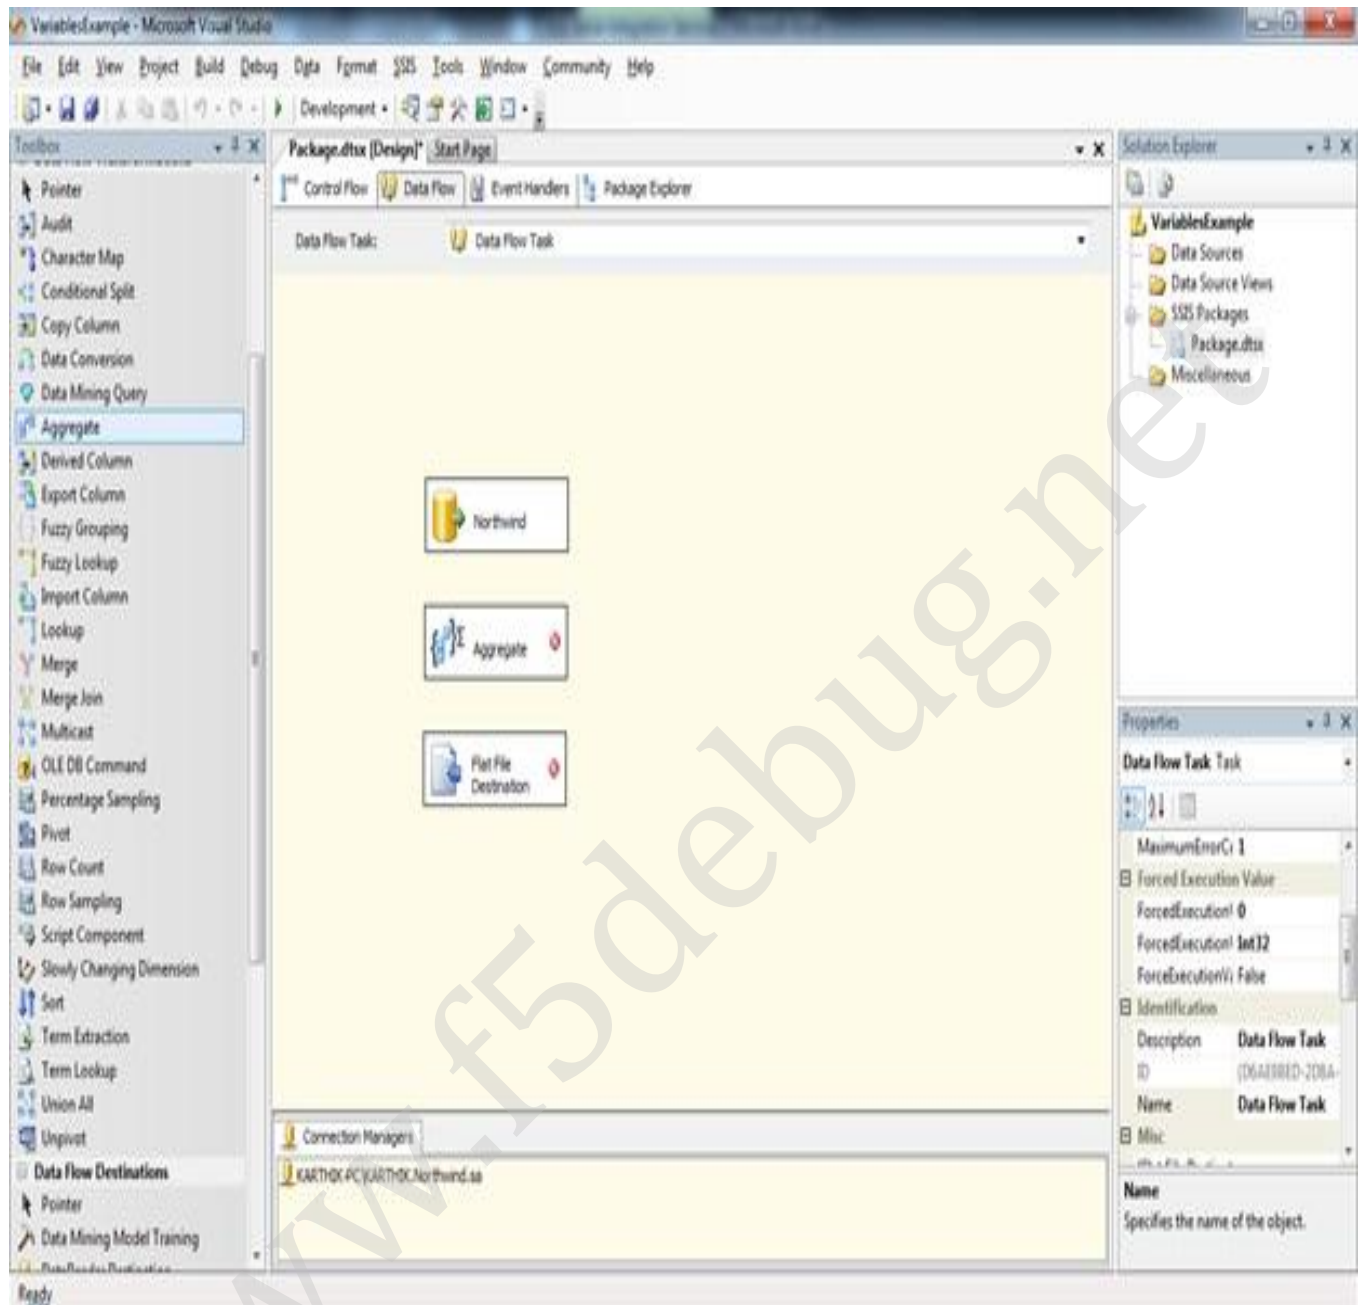 VariablesExample - Microsoft Visual Studio
File Edit View Project Build Debug Data Format SSIS Tools Window Community Help
Development
Toolbox
Pointer
Audit
Character Map
Conditional Split
Copy Column
Data Conversion
Data Mining Query
Aggregate
Derived Column
Export Column
Fuzzy Grouping
Fuzzy Lookup
Import Column
Lookup
Merge
Merge Join
Multicast
OLE DB Command
Percentage Sampling
Pivot
Row Count
Row Sampling
Script Component
Slowly Changing Dimension
Sort
Term Extraction
Term Lookup
Union All
Unpivot
Data Flow Destinations
Pointer
Data Mining Model Training
Package.dtsx [Design]* Start Page
Control Flow Data Flow Event Handlers Package Explorer
Data Flow Task: Data Flow Task
Northwind
Aggregate
Flat File
Destination
Connection Managers
KARTHIK-PC\KARTHIK.Northwind.sa
Solution Explorer
VariablesExample
Data Sources
Data Source Views
SSIS Packages
Package.dtsx
Miscellaneous
Properties
Data Flow Task Task
MaximumErrorC 1
Forced Execution Value
ForcedExecution 0
ForcedExecution Int32
ForceExecutionV False
Identification
Description Data Flow Task
ID
Name Data Flow Task
Misc
Name
Specifies the name of the object.
Ready
www.f5debug.net